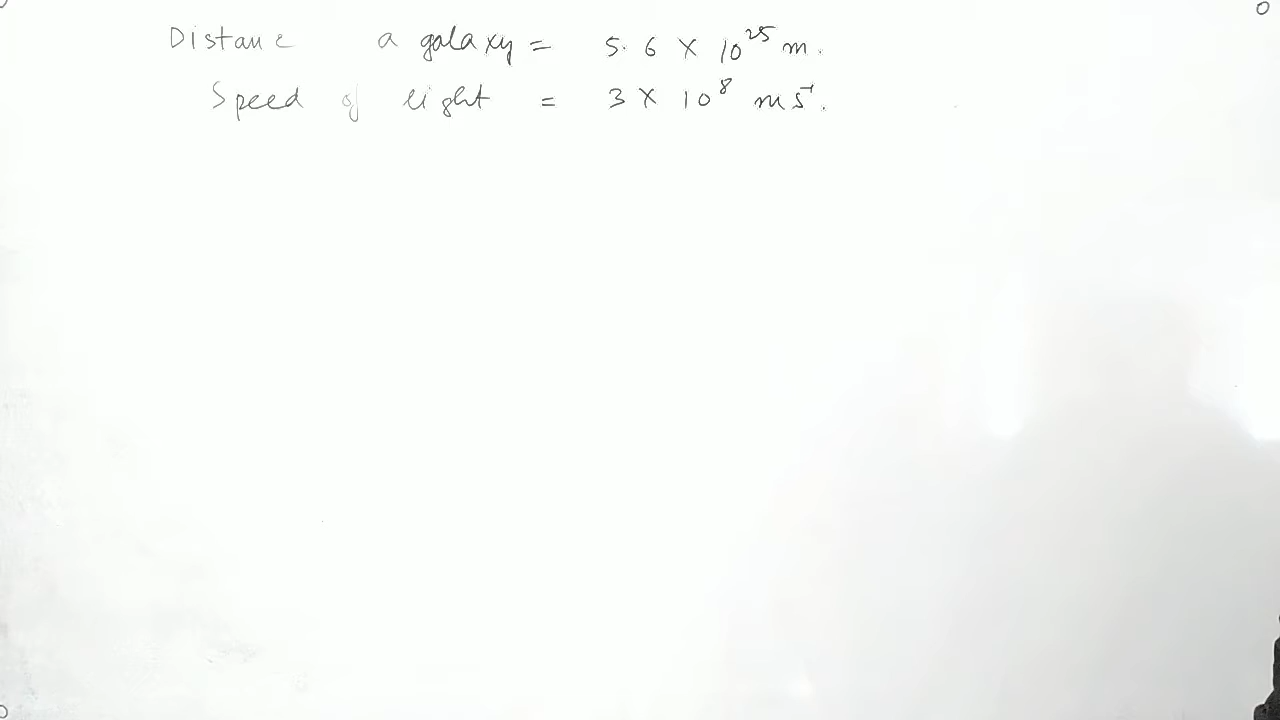 Distance a galaxy = 5.6 × 10²⁵ m.
Speed of light = 3 × 10⁸ ms⁻¹.